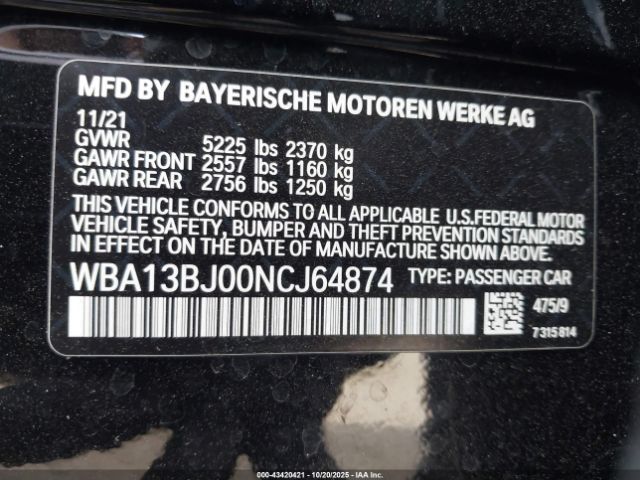 MFD BY BAYERISCHE MOTOREN WERKE AG
11/21
GVWR 5225 lbs 2370 kg
GAWR FRONT 2557 lbs 1160 kg
GAWR REAR 2756 lbs 1250 kg
THIS VEHICLE CONFORMS TO ALL APPLICABLE U.S.FEDERAL MOTOR
VEHICLE SAFETY, BUMPER AND THEFT PREVENTION STANDARDS
IN EFFECT ON THE DATE OF MANUFACTURE SHOWN ABOVE.
WBA13BJ00NCJ64874 TYPE: PASSENGER CAR
475/9
7315814
000-43420421 - 10/20/2025 - IAAI.COM